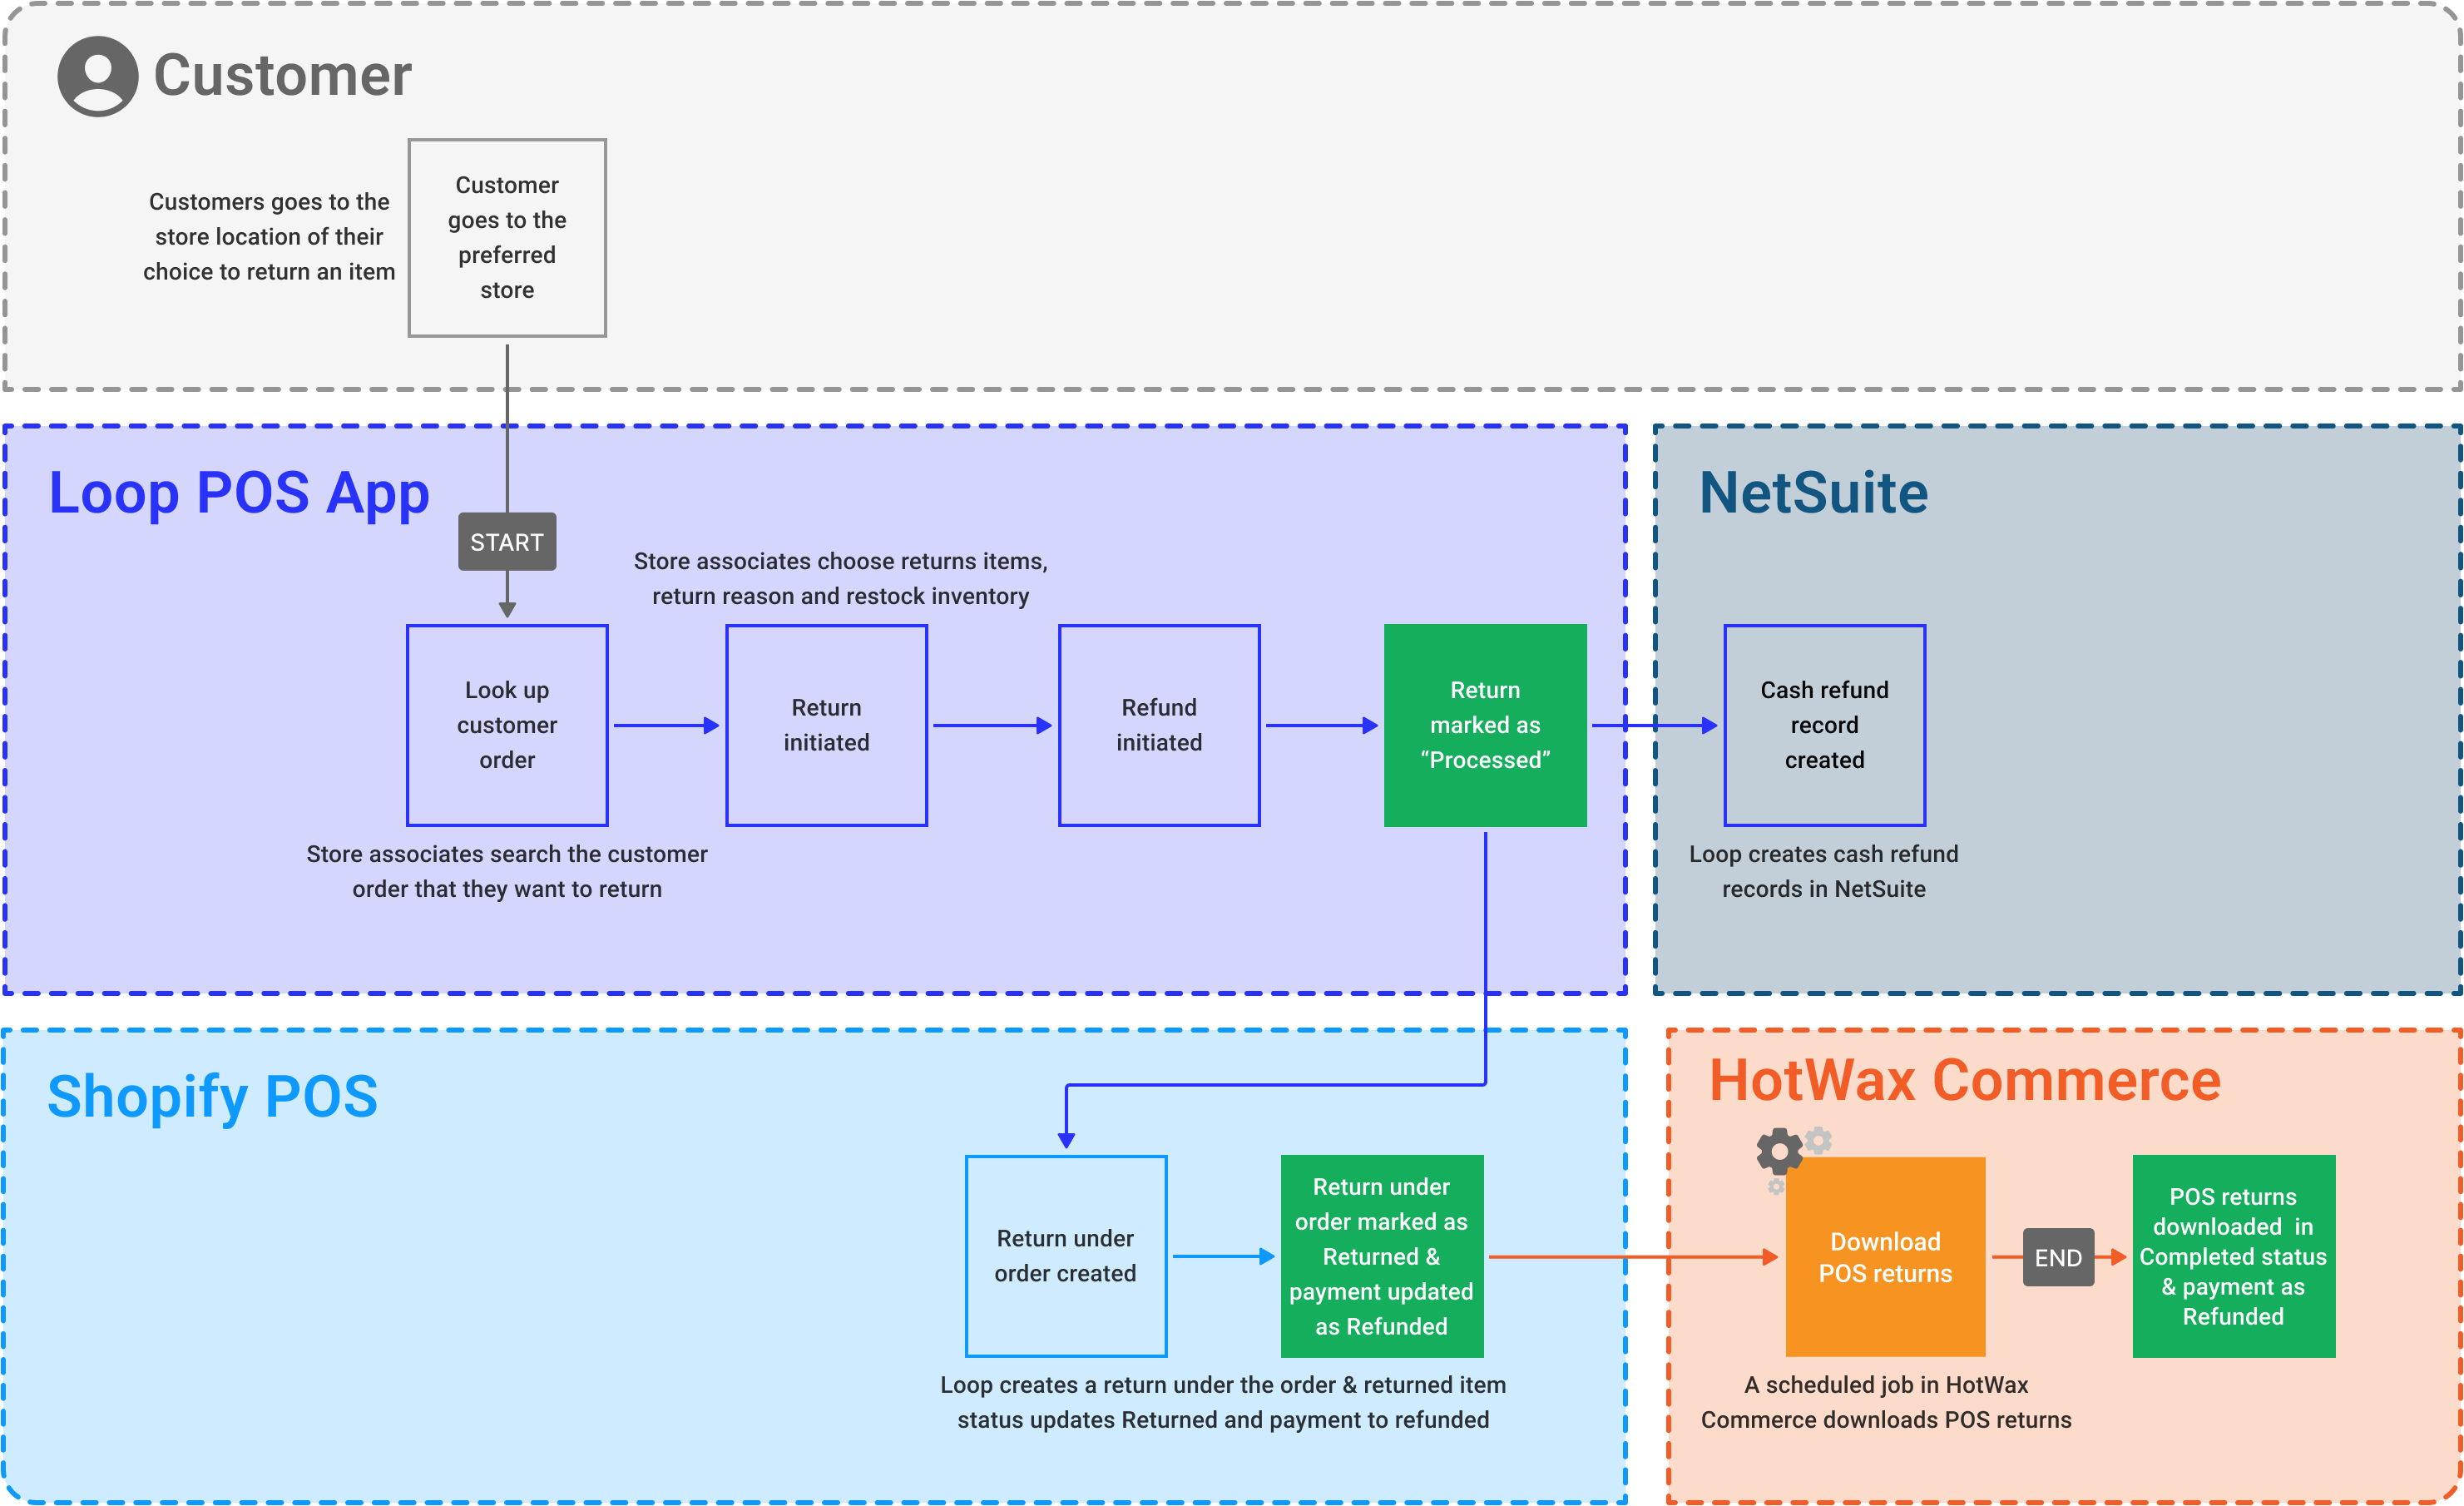 Customer
Customers goes to the
store location of their
choice to return an item
Customer
goes to the
preferred
store
Loop POS App
START
Store associates choose returns items,
return reason and restock inventory
Look up
customer
order
Return
initiated
Refund
initiated
Return
marked as
“Processed”
Store associates search the customer
order that they want to return
NetSuite
Cash refund
record
created
Loop creates cash refund
records in NetSuite
Shopify POS
Return under
order created
Return under
order marked as
Returned &
payment updated
as Refunded
Loop creates a return under the order & returned item
status updates Returned and payment to refunded
HotWax Commerce
Download
POS returns
END
POS returns
downloaded in
Completed status
& payment as
Refunded
A scheduled job in HotWax
Commerce downloads POS returns